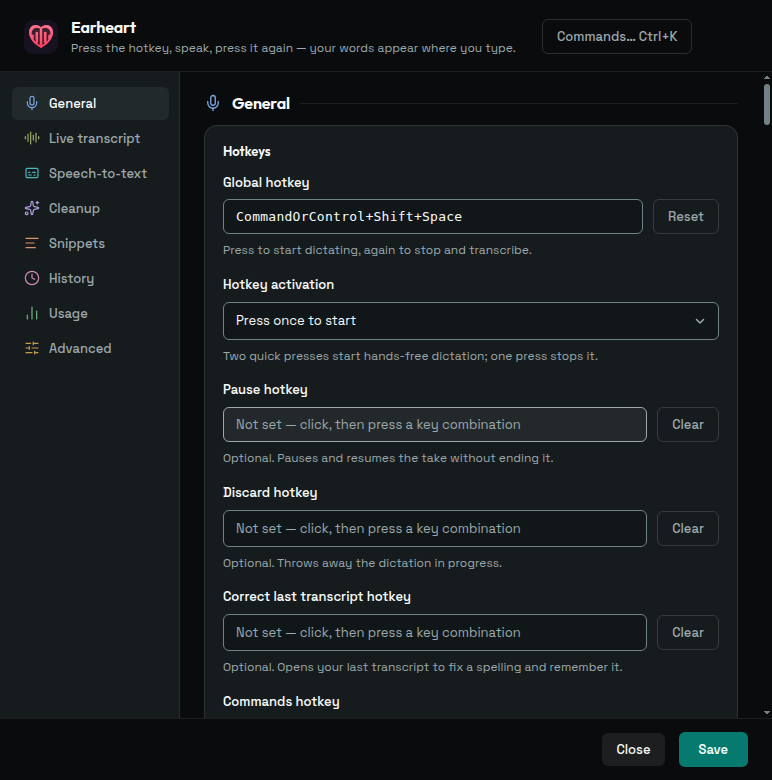 Earheart
Press the hotkey, speak, press it again — your words appear where you type.
Commands... Ctrl+K
General
Live transcript
Speech-to-text
Cleanup
Snippets
History
Usage
Advanced
General
Hotkeys
Global hotkey
CommandOrControl+Shift+Space
Reset
Press to start dictating, again to stop and transcribe.
Hotkey activation
Press once to start
Two quick presses start hands-free dictation; one press stops it.
Pause hotkey
Not set — click, then press a key combination
Clear
Optional. Pauses and resumes the take without ending it.
Discard hotkey
Not set — click, then press a key combination
Clear
Optional. Throws away the dictation in progress.
Correct last transcript hotkey
Not set — click, then press a key combination
Clear
Optional. Opens your last transcript to fix a spelling and remember it.
Commands hotkey
Close
Save